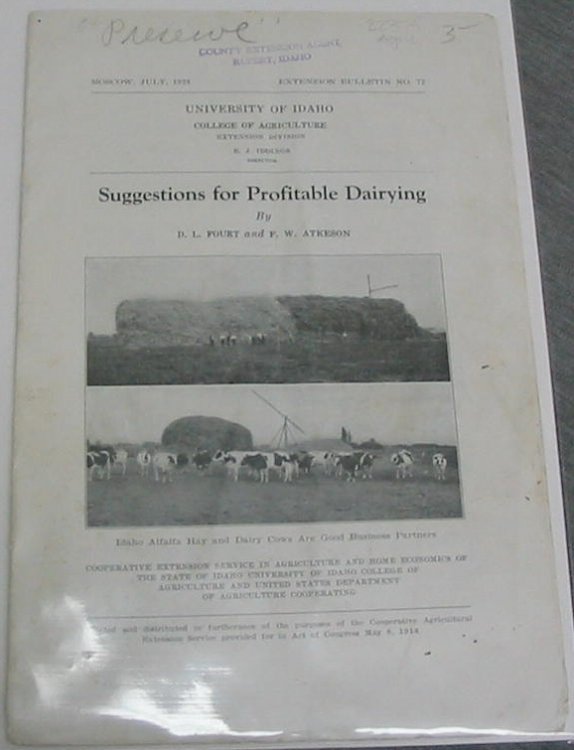 "Preserve" 5-
COUNTY EXTENSION AGENT,
RUPERT, IDAHO
MOSCOW, JULY, 1928 EXTENSION BULLETIN NO. 72
UNIVERSITY OF IDAHO
COLLEGE OF AGRICULTURE
EXTENSION DIVISION
E. J. IDDINGS
DIRECTOR
Suggestions for Profitable Dairying
By
D. L. FOURT and F. W. ATKESON
Idaho Alfalfa Hay and Dairy Cows Are Good Business Partners
COOPERATIVE EXTENSION SERVICE IN AGRICULTURE AND HOME ECONOMICS OF
THE STATE OF IDAHO UNIVERSITY OF IDAHO COLLEGE OF
AGRICULTURE AND UNITED STATES DEPARTMENT
OF AGRICULTURE COOPERATING
and distributed in furtherance of the purposes of the Cooperative Agricultural
Extension Service provided for in Act of Congress May 8, 1914